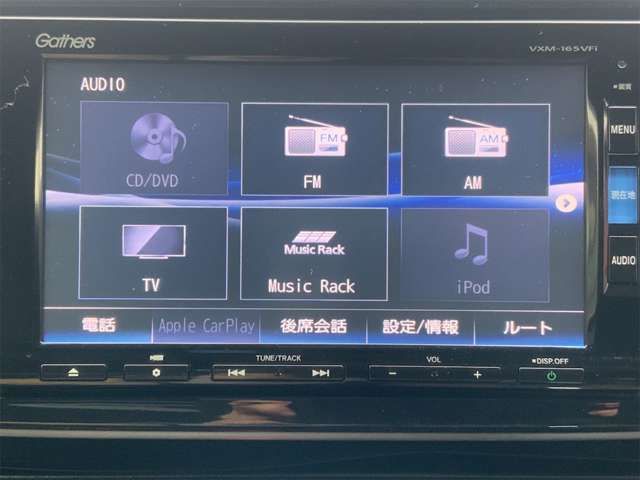 Gathers
VXM-165VFi
AUDIO
CD/DVD
FM
FM
AM
AM
TV
Music Rack
Music Rack
iPod
電話
Apple CarPlay
後席会話
設定/情報
ルート
MENU
現在地
AUDIO
TUNE/TRACK
VOL
DISP.OFF